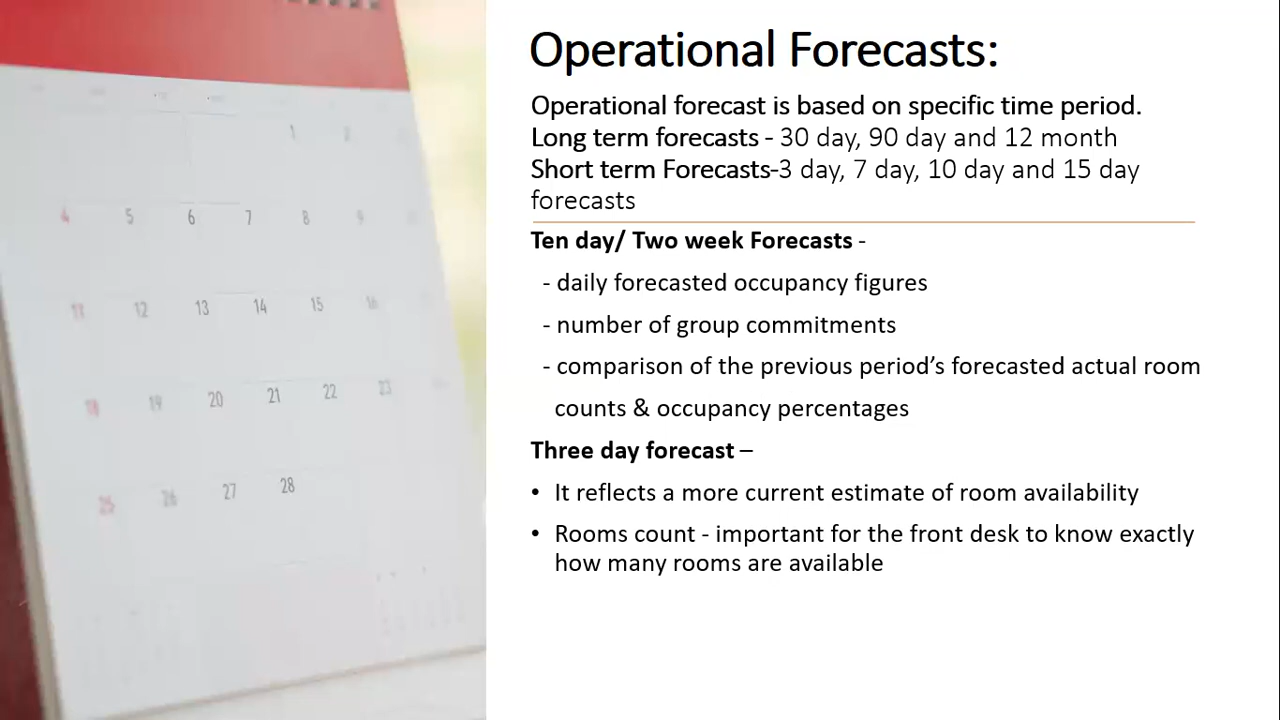 Operational Forecasts:
Operational forecast is based on specific time period.
Long term forecasts - 30 day, 90 day and 12 month
Short term Forecasts-3 day, 7 day, 10 day and 15 day
forecasts
Ten day/ Two week Forecasts -
- daily forecasted occupancy figures
- number of group commitments
- comparison of the previous period’s forecasted actual room
counts & occupancy percentages
Three day forecast –
• It reflects a more current estimate of room availability
• Rooms count - important for the front desk to know exactly
how many rooms are available
1 2
4 5 6 7 8 9
11 12 13 14 15 16
18 19 20 21 22 23
25 26 27 28